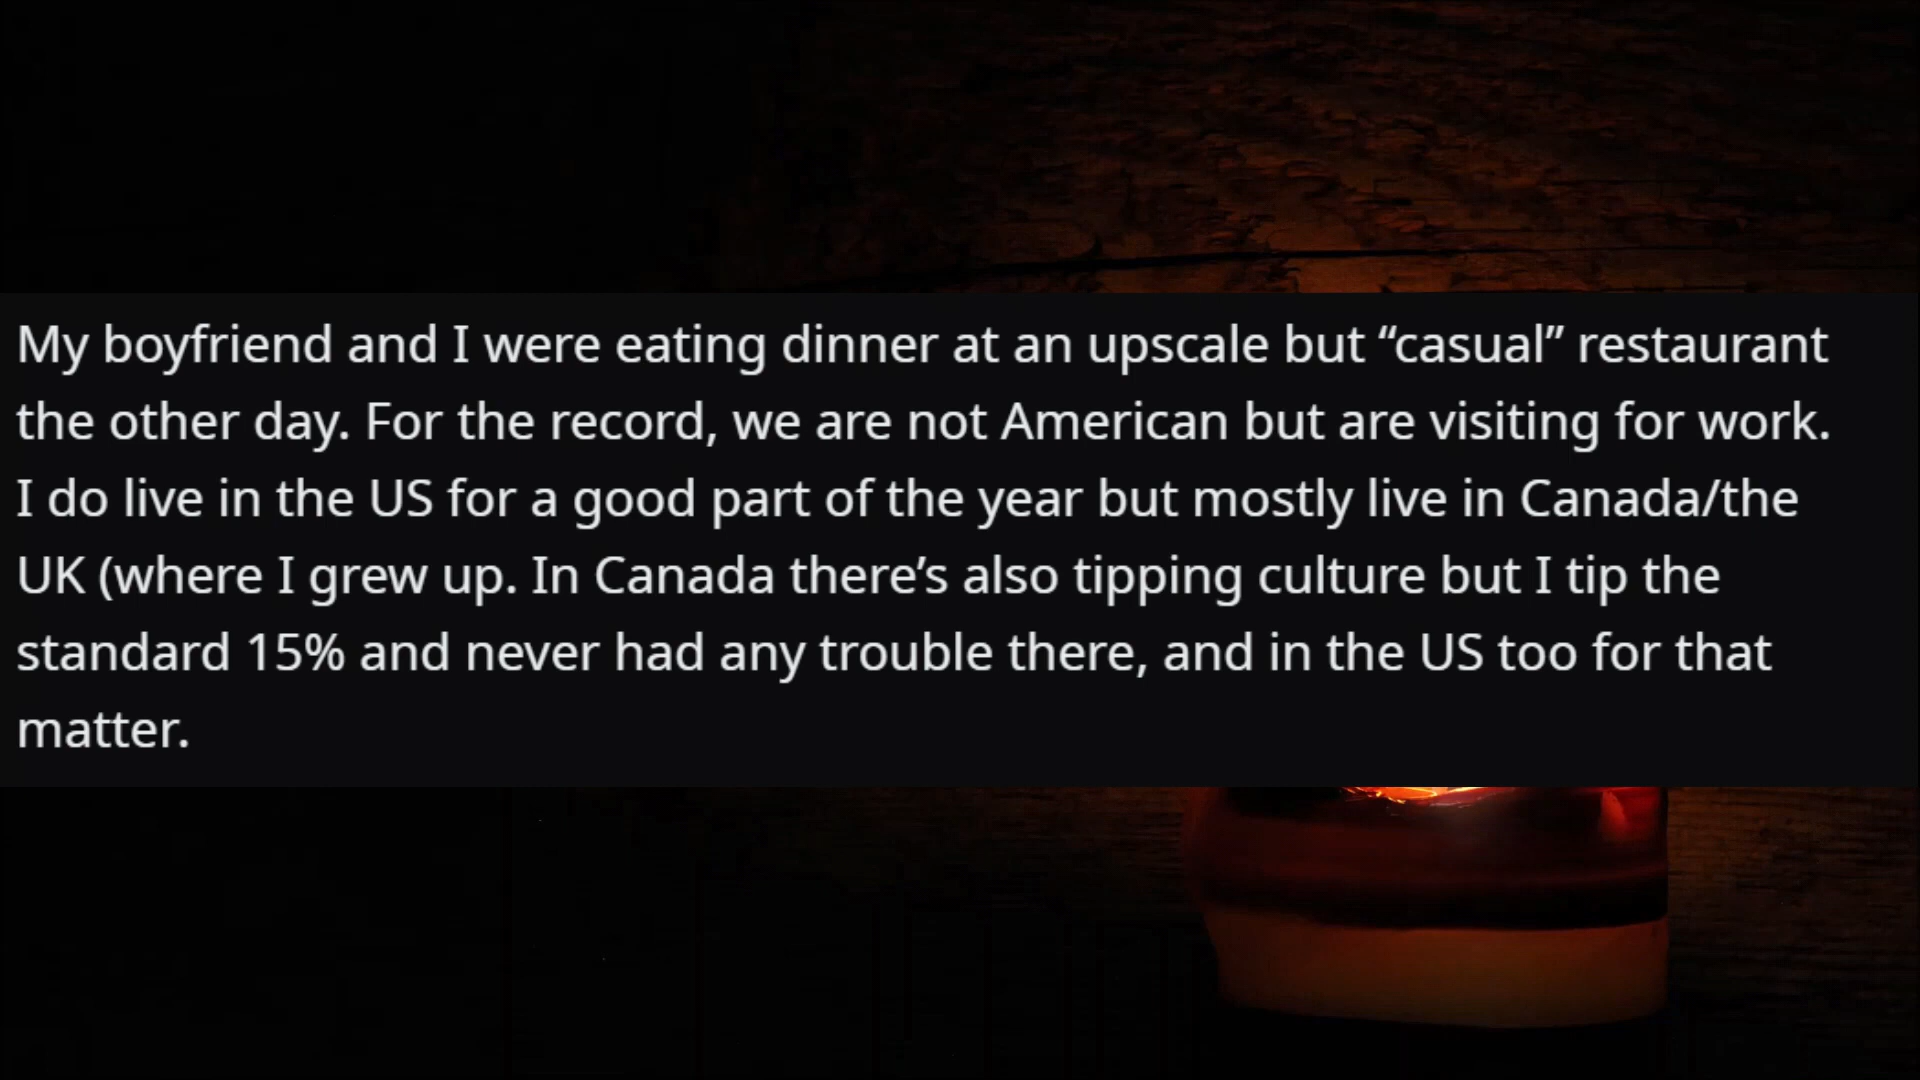 My boyfriend and I were eating dinner at an upscale but “casual” restaurant
the other day. For the record, we are not American but are visiting for work.
I do live in the US for a good part of the year but mostly live in Canada/the
UK (where I grew up. In Canada there’s also tipping culture but I tip the
standard 15% and never had any trouble there, and in the US too for that
matter.